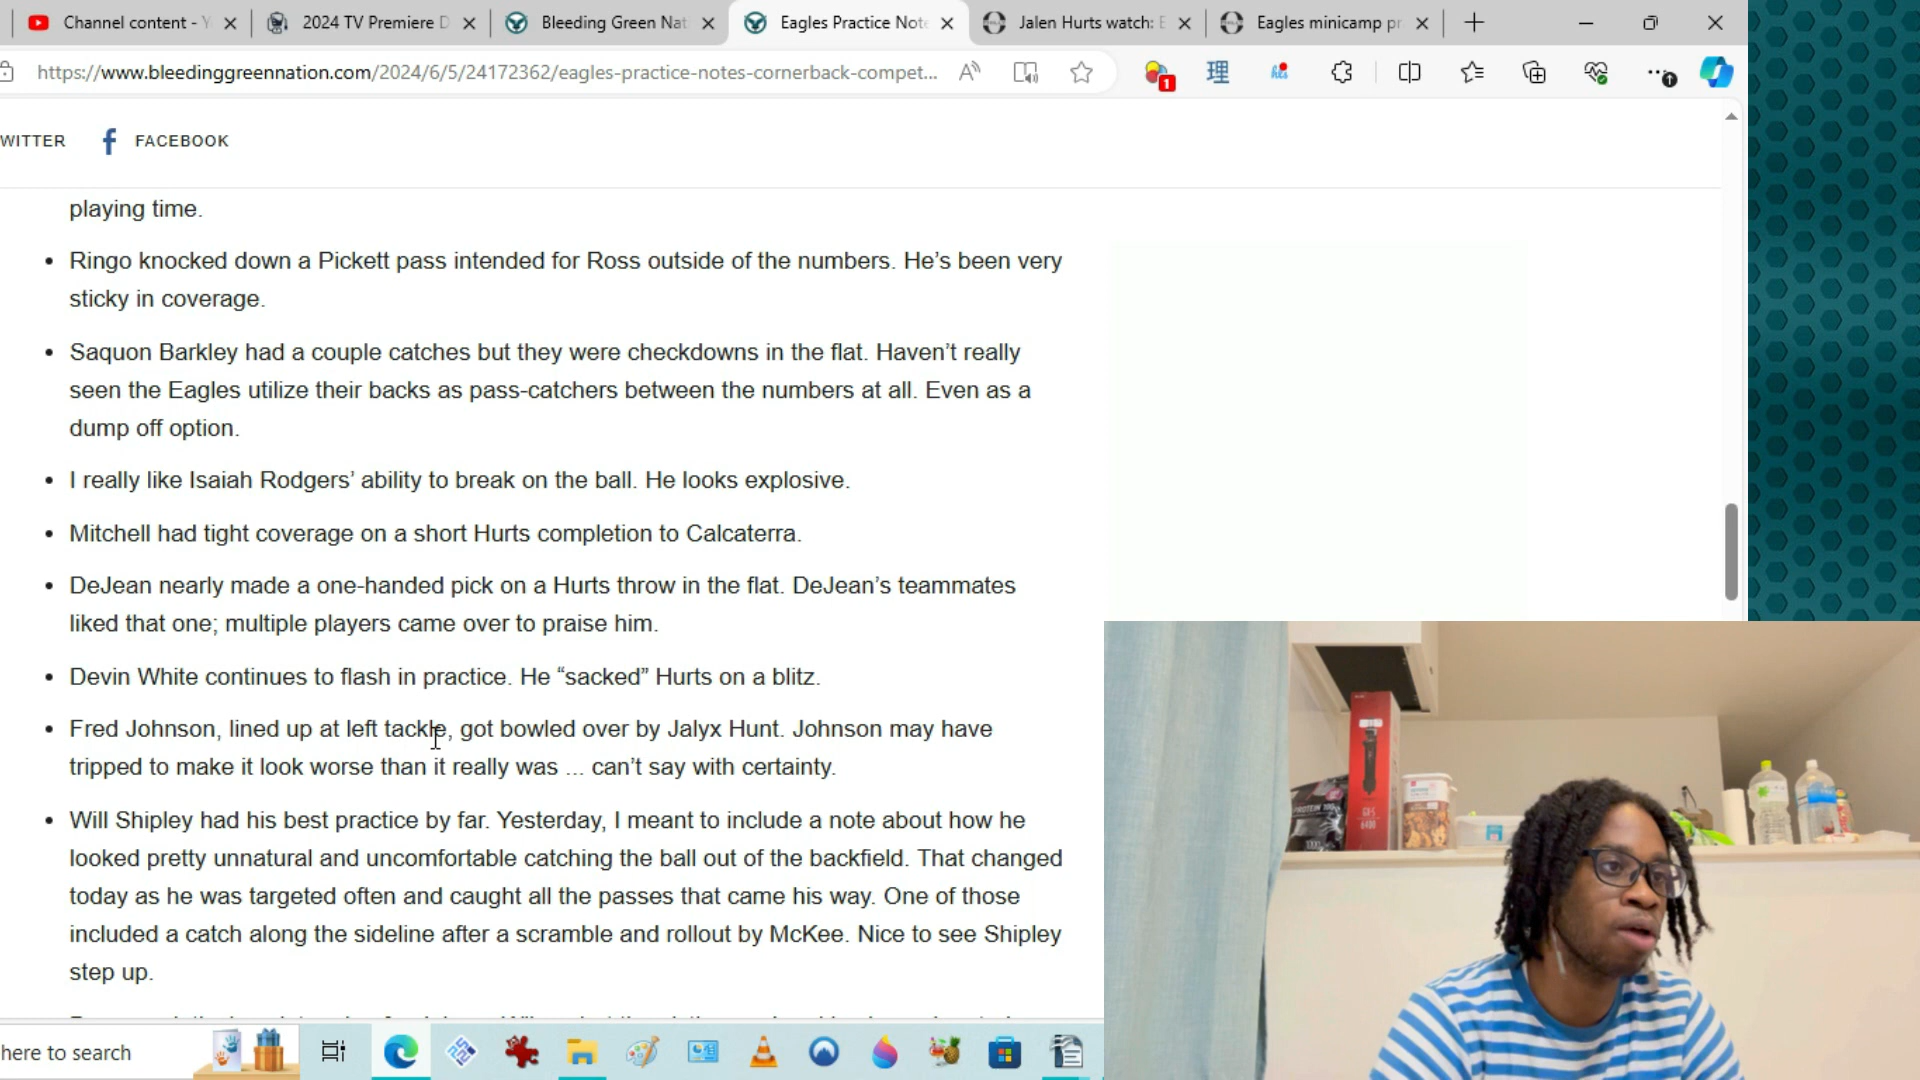 Channel content - Y
2024 TV Premiere D
Bleeding Green Nati
Eagles Practice Note
Jalen Hurts watch: E
Eagles minicamp pr
https://www.bleedinggreennation.com/2024/6/5/24172362/eagles-practice-notes-cornerback-compet...
1
WITTER
FACEBOOK
playing time.
• Ringo knocked down a Pickett pass intended for Ross outside of the numbers. He’s been very
sticky in coverage.
• Saquon Barkley had a couple catches but they were checkdowns in the flat. Haven’t really
seen the Eagles utilize their backs as pass-catchers between the numbers at all. Even as a
dump off option.
• I really like Isaiah Rodgers’ ability to break on the ball. He looks explosive.
• Mitchell had tight coverage on a short Hurts completion to Calcaterra.
• DeJean nearly made a one-handed pick on a Hurts throw in the flat. DeJean’s teammates
liked that one; multiple players came over to praise him.
• Devin White continues to flash in practice. He “sacked” Hurts on a blitz.
• Fred Johnson, lined up at left tackle, got bowled over by Jalyx Hunt. Johnson may have
tripped to make it look worse than it really was ... can’t say with certainty.
• Will Shipley had his best practice by far. Yesterday, I meant to include a note about how he
looked pretty unnatural and uncomfortable catching the ball out of the backfield. That changed
today as he was targeted often and caught all the passes that came his way. One of those
included a catch along the sideline after a scramble and rollout by McKee. Nice to see Shipley
step up.
here to search
理
PROTEIN